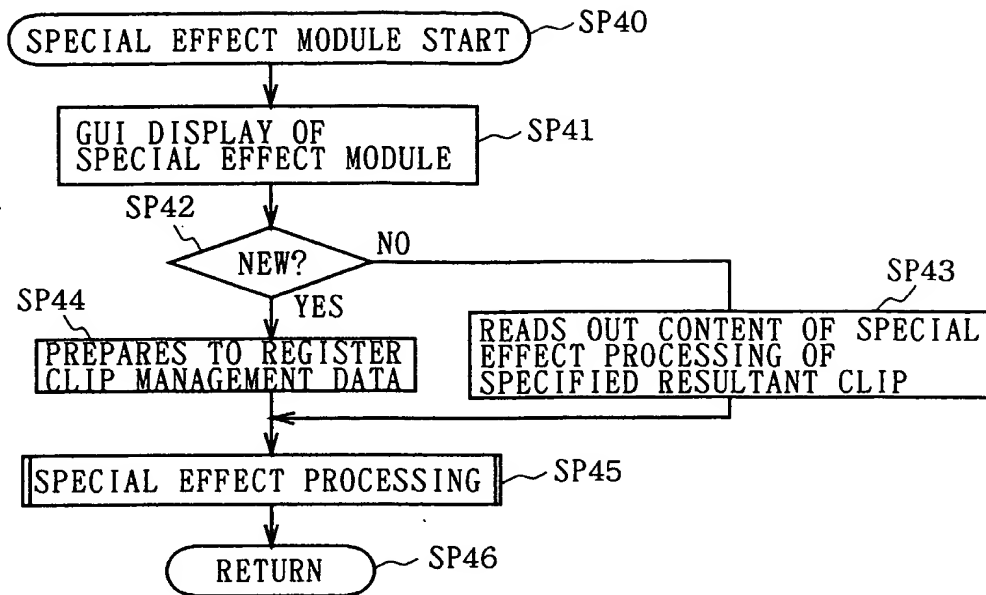 SPECIAL EFFECT MODULE START
SP40
GUI DISPLAY OF
SPECIAL EFFECT MODULE
SP41
SP42
NEW?
NO
YES
SP44
PREPARES TO REGISTER
CLIP MANAGEMENT DATA
SP43
READS OUT CONTENT OF SPECIAL
EFFECT PROCESSING OF
SPECIFIED RESULTANT CLIP
SPECIAL EFFECT PROCESSING
SP45
RETURN
SP46